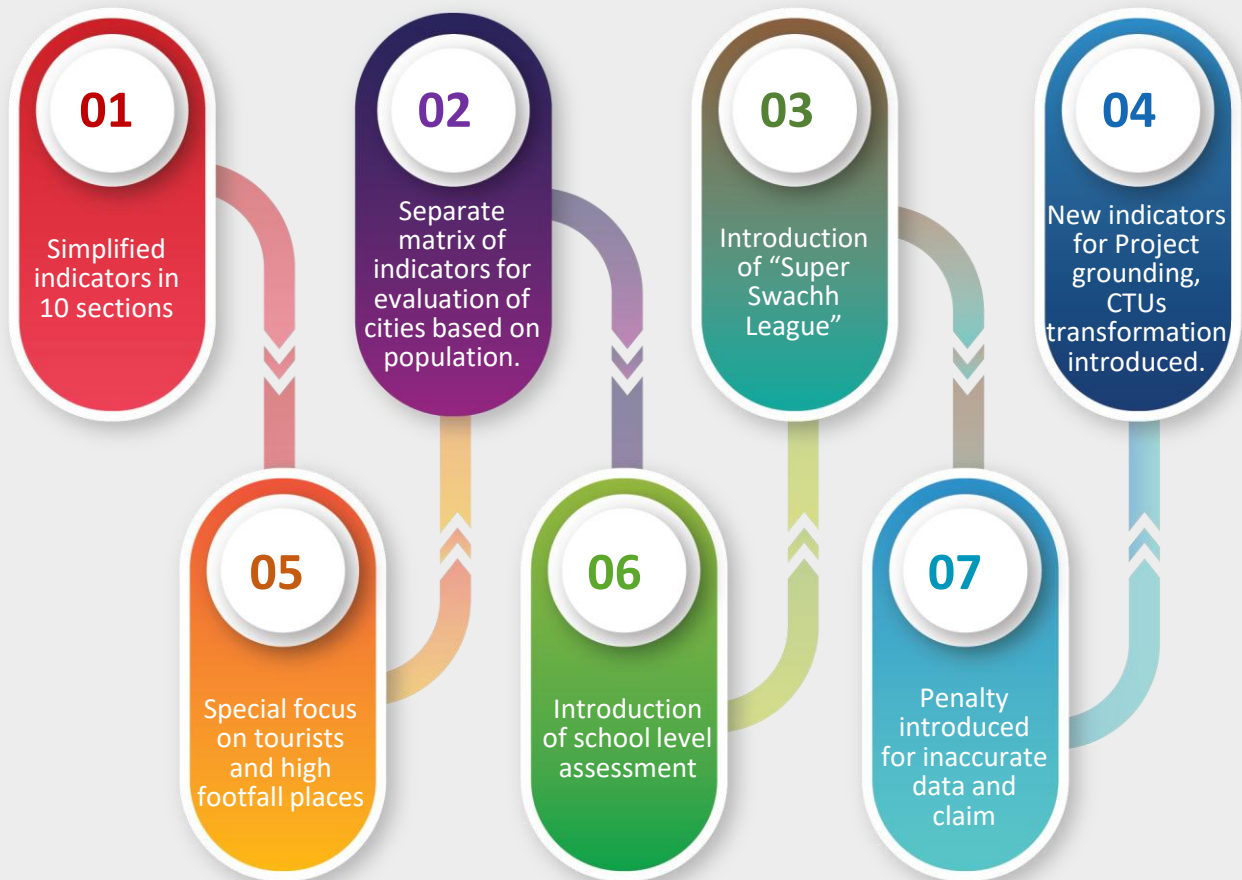 01
Simplified
indicators in
10 sections
02
Separate
matrix of
indicators for
evaluation of
cities based on
population.
03
Introduction
of “Super
Swachh
League”
04
New indicators
for Project
grounding,
CTUs
transformation
introduced.
05
Special focus
on tourists
and high
footfall places
06
Introduction
of school level
assessment
07
Penalty
introduced
for inaccurate
data and
claim